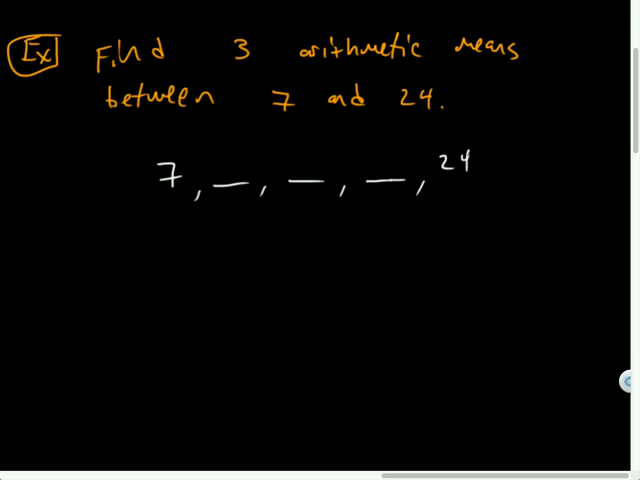 Ex Find 3 arithmetic means
between 7 and 24.
7, __, __, __, 24